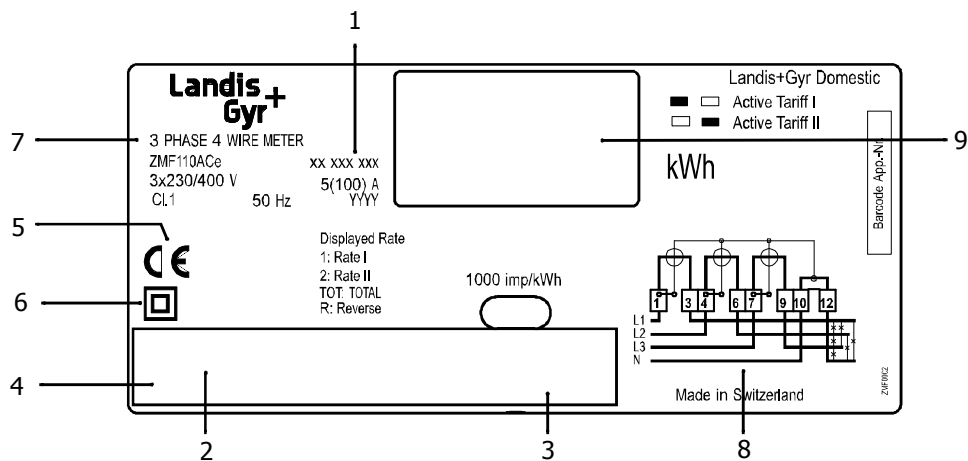 1
Landis+
Gyr
Landis+Gyr Domestic
Active Tariff I
Active Tariff II
7
3 PHASE 4 WIRE METER
ZMF110ACe
xx xxx xxx
3x230/400 V
5(100) A
Cl.1
50 Hz
YYYY
kWh
9
Barcode App.-Nr.
5
CE
6
Displayed Rate
1: Rate I
2: Rate II
TOT: TOTAL
R: Reverse
1000 imp/kWh
1 3 4 6 7 9 10 12
L1
L2
L3
N
4
Made in Switzerland
2
3
8